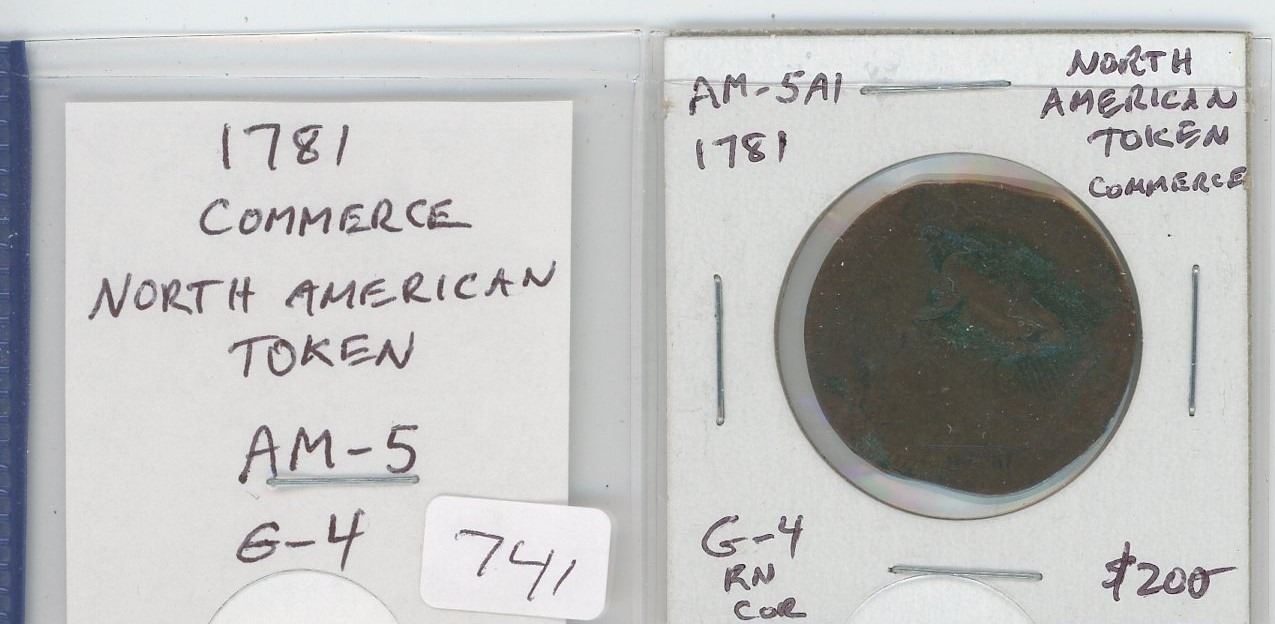 1781
COMMERCE
NORTH AMERICAN
TOKEN
AM-5
G-4
741
AM-5A1
1781
NORTH
AMERICAN
TOKEN
COMMERCE
G-4
RN
COR
$200